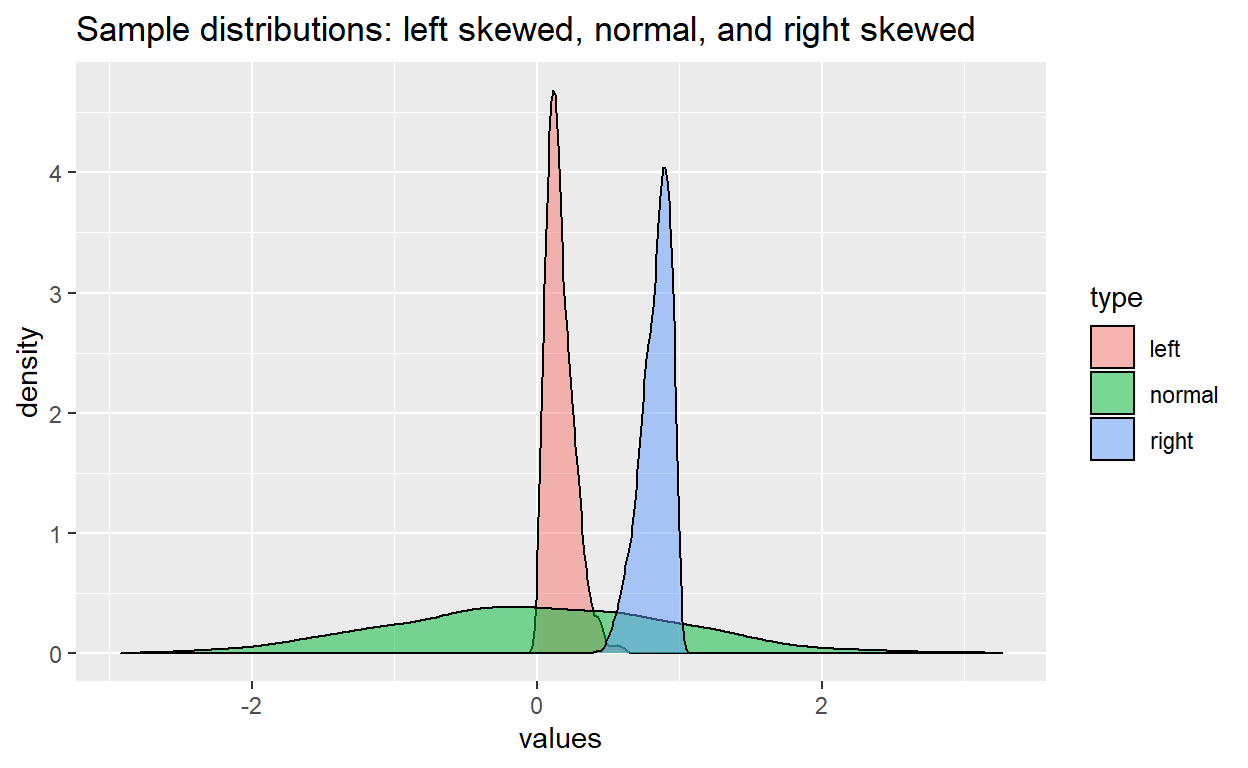 Sample distributions: left skewed, normal, and right skewed
4
3
2
1
0
density
-2 0 2
values
type
left
normal
right